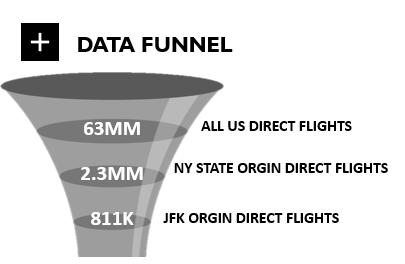 + DATA FUNNEL
63MM ALL US DIRECT FLIGHTS
2.3MM NY STATE ORGIN DIRECT FLIGHTS
811K JFK ORGIN DIRECT FLIGHTS